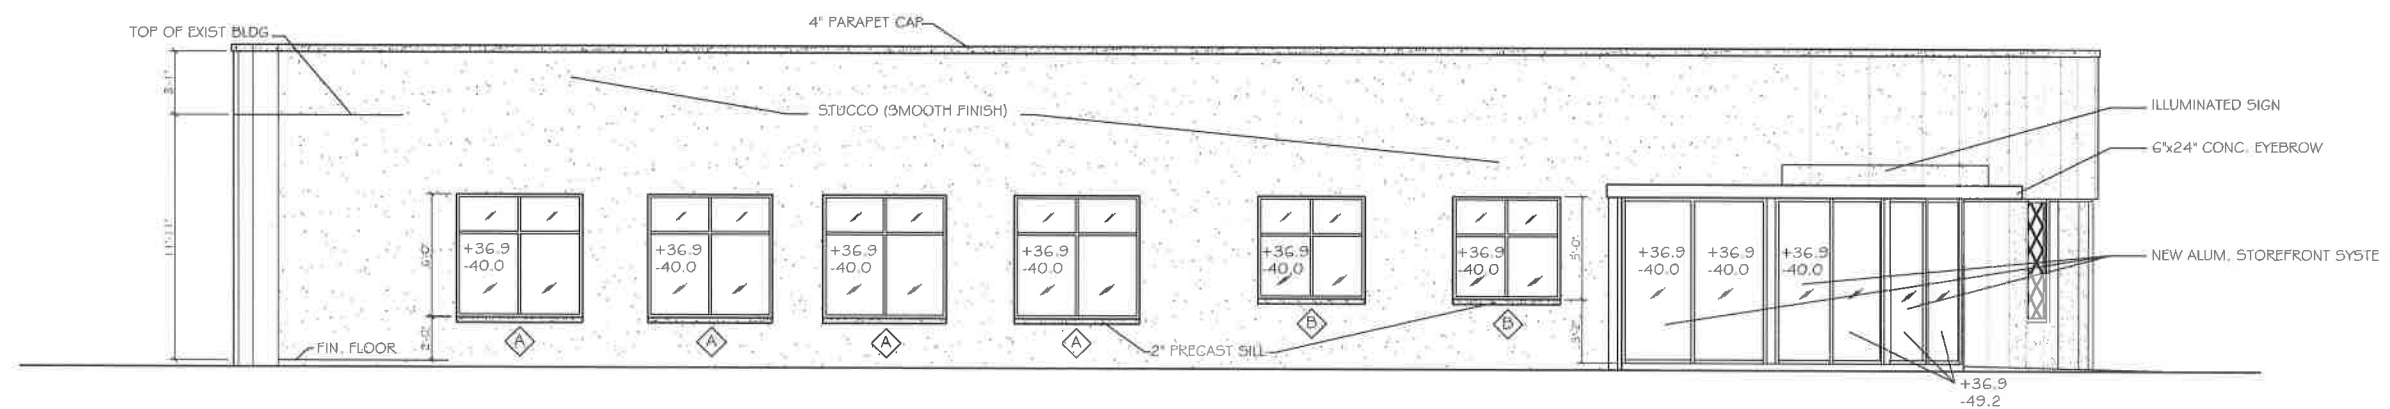 4" PARAPET CAP
TOP OF EXIST BLDG
STUCCO (SMOOTH FINISH)
ILLUMINATED SIGN
6"x24" CONC. EYEBROW
+36.9
-40.0
+36.9
-40.0
+36.9
-40.0
+36.9
-40.0
+36.9
-40.0
+36.9
-40.0
+36.9
-40.0
+36.9
-40.0
+36.9
-40.0
6'-0"
5'-0"
NEW ALUM. STOREFRONT SYSTE
A
A
A
A
B
B
2'-0"
3'-2"
FIN. FLOOR
2" PRECAST SILL
+36.9
-49.2